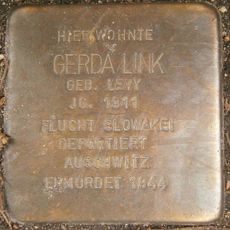 HIER WOHNTE
GERDA LINK
GEB. LEVY
JG. 1911
FLUCHT SLOWAKEI
DEPORTIERT
AUSCHWITZ
ERMORDET 1944